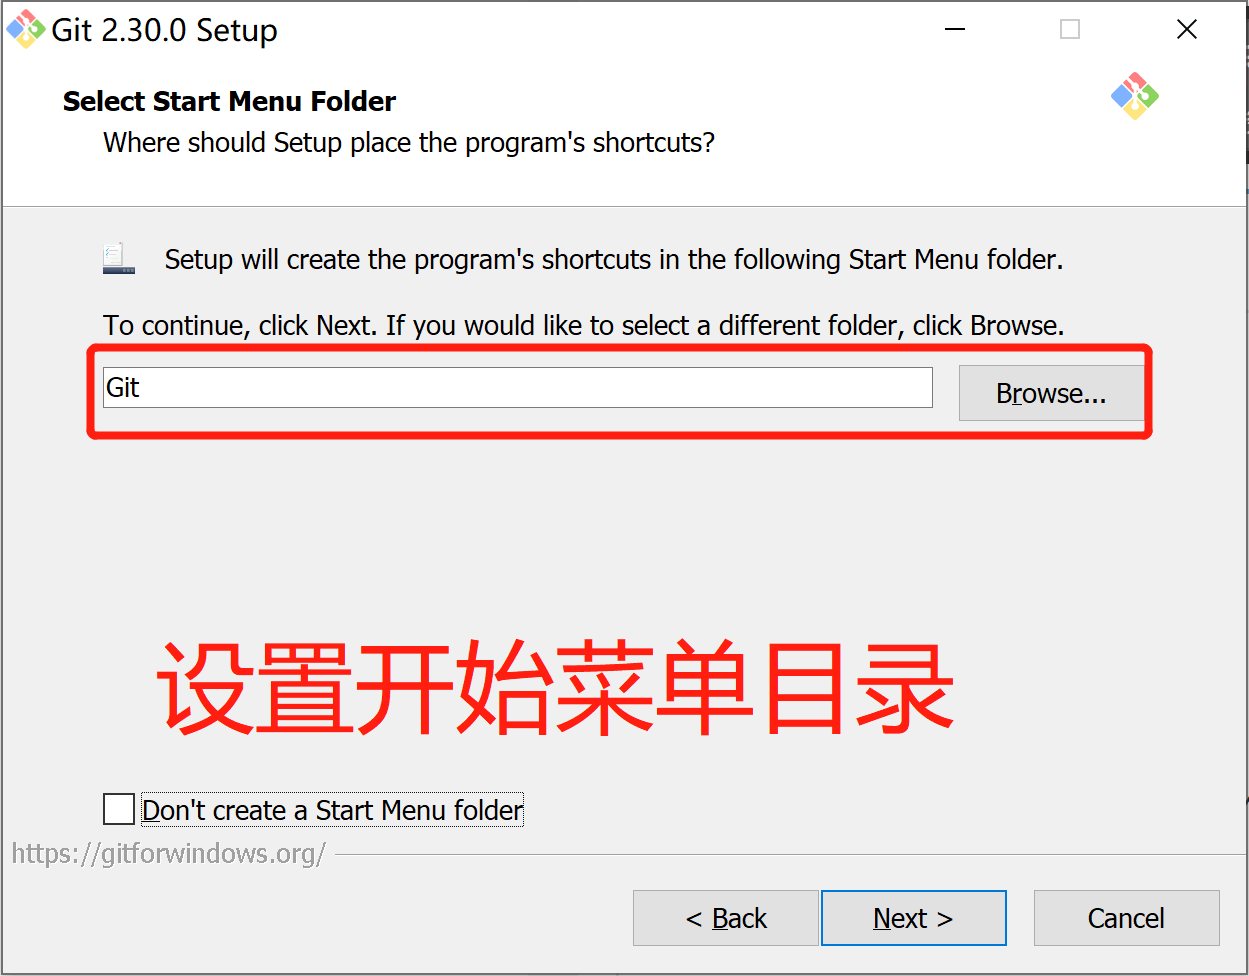 Git 2.30.0 Setup
Select Start Menu Folder
Where should Setup place the program's shortcuts?
Setup will create the program's shortcuts in the following Start Menu folder.
To continue, click Next. If you would like to select a different folder, click Browse.
Git
Browse...
设置开始菜单目录
Don't create a Start Menu folder
https://gitforwindows.org/
< Back
Next >
Cancel